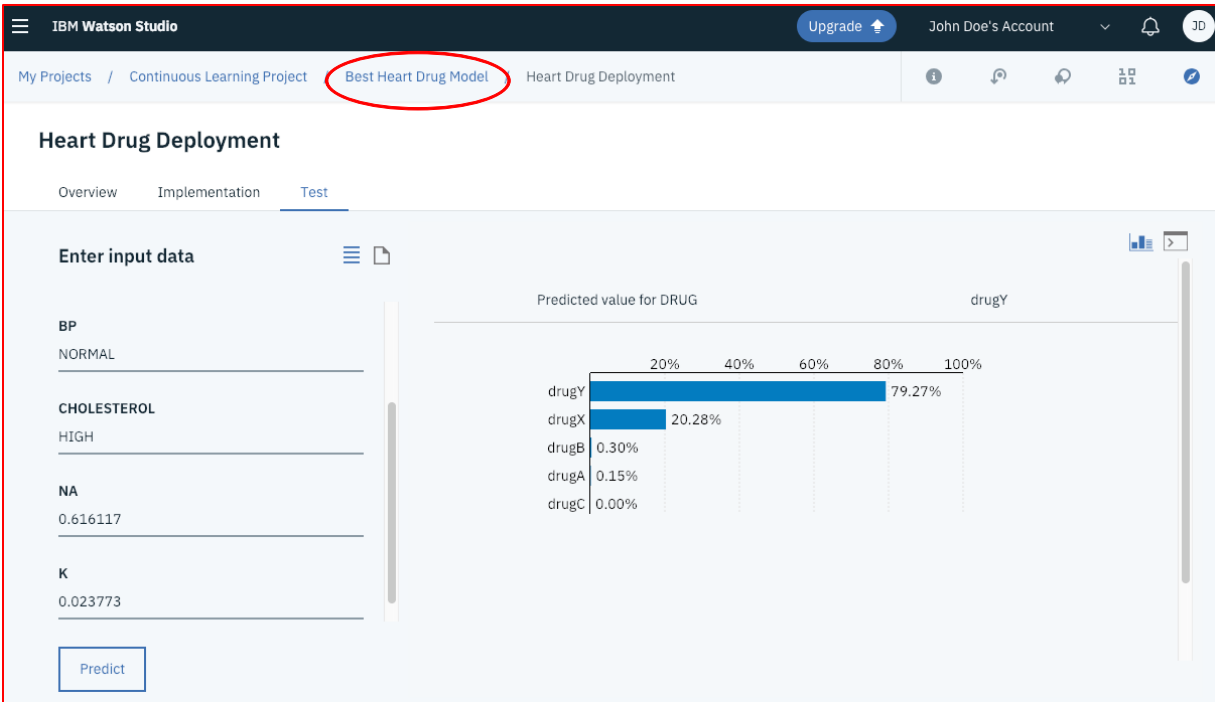 IBM Watson Studio Upgrade John Doe's Account JD
My Projects / Continuous Learning Project / Best Heart Drug Model / Heart Drug Deployment
Heart Drug Deployment
Overview Implementation Test
Enter input data
BP
NORMAL
CHOLESTEROL
HIGH
NA
0.616117
K
0.023773
Predict
Predicted value for DRUG drugY
20% 40% 60% 80% 100%
drugY 79.27%
drugX 20.28%
drugB 0.30%
drugA 0.15%
drugC 0.00%